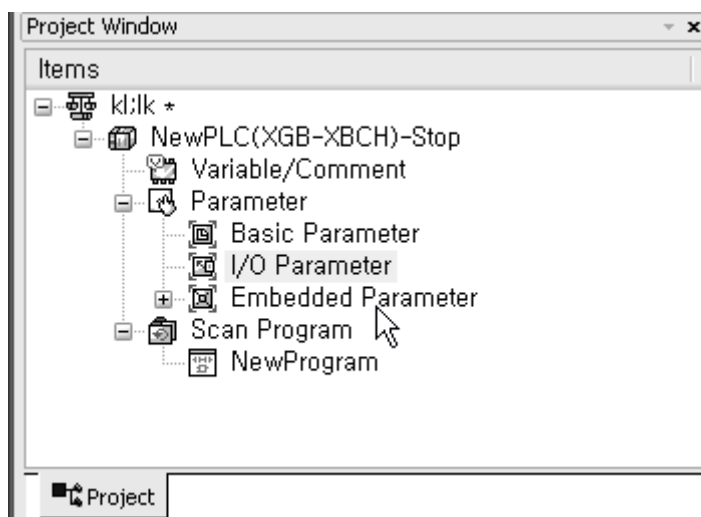 Project Window
Items
kl;lk *
NewPLC(XGB-XBCH)-Stop
Variable/Comment
Parameter
Basic Parameter
I/O Parameter
Embedded Parameter
Scan Program
NewProgram
Project